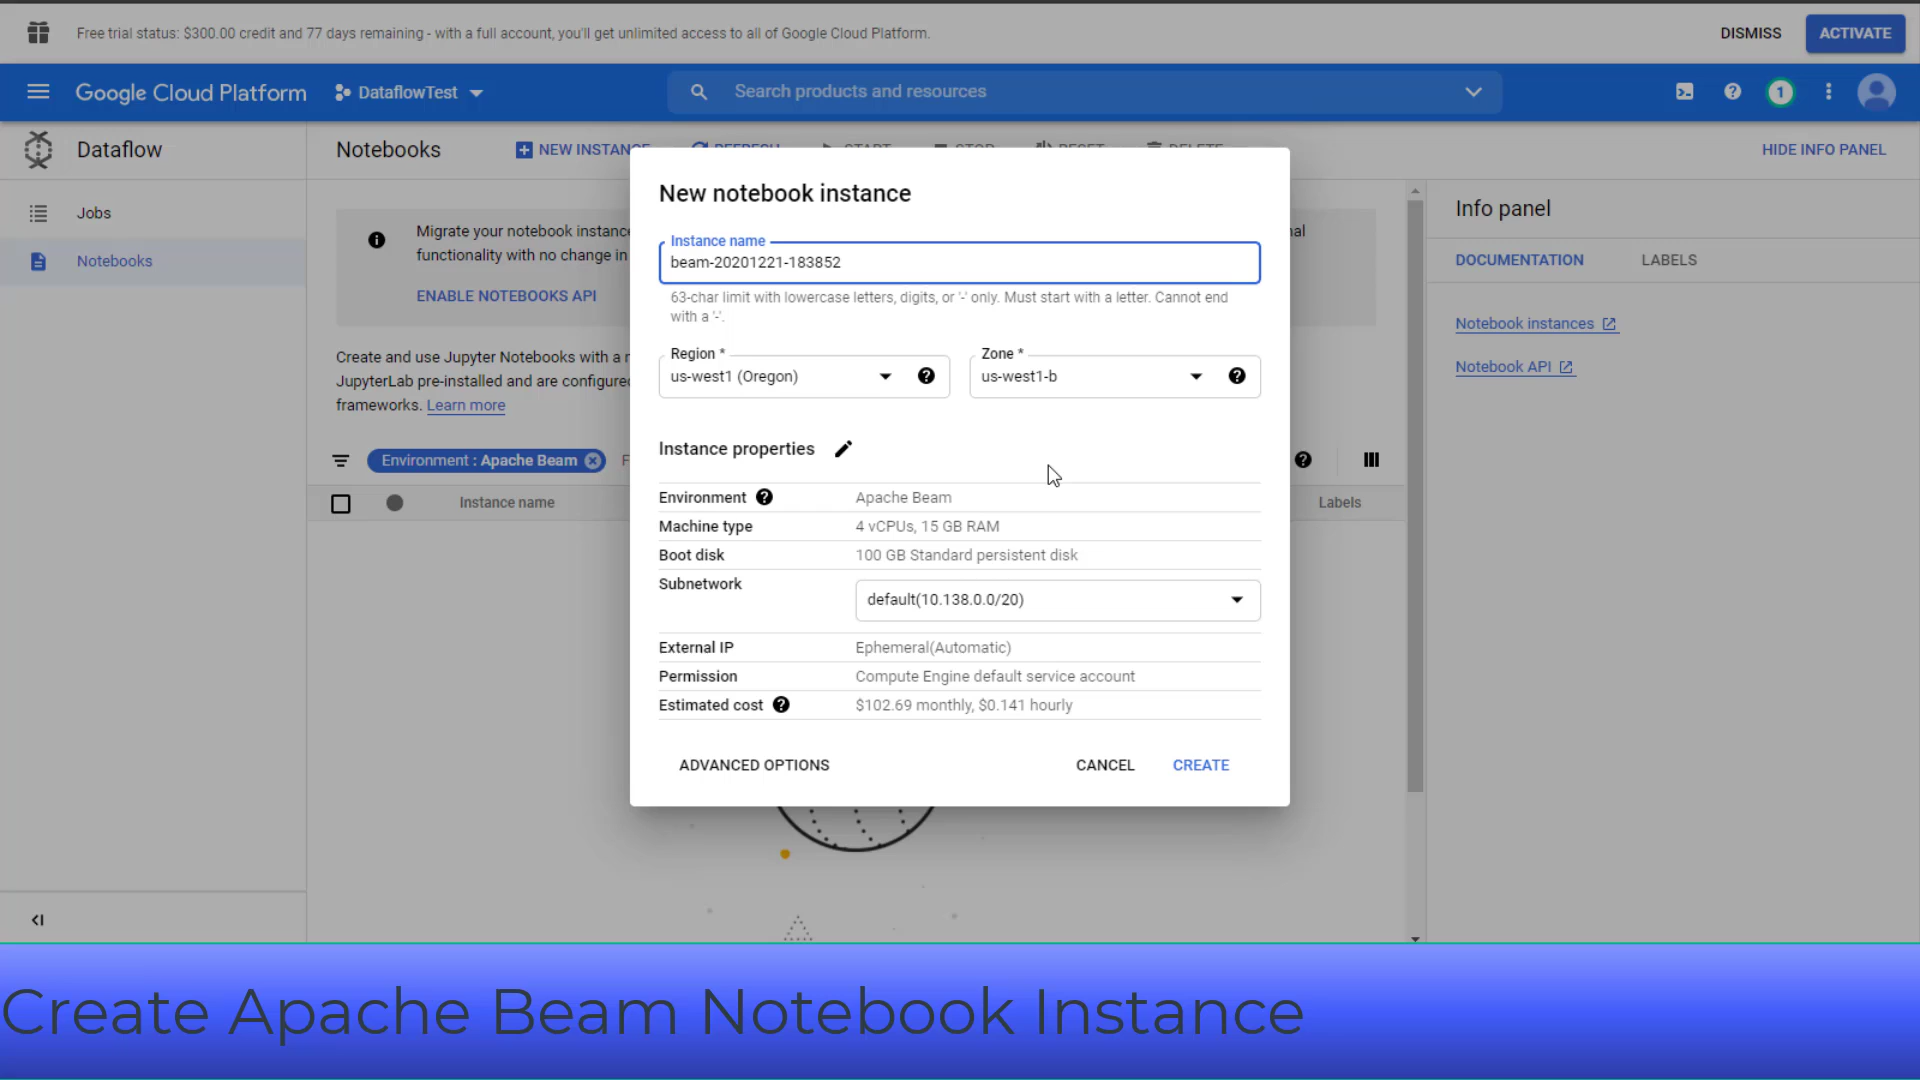 Free trial status: $300.00 credit and 77 days remaining - with a full account, you'll get unlimited access to all of Google Cloud Platform.
DISMISS
ACTIVATE
Google Cloud Platform
DataflowTest
Search products and resources
1
Dataflow
Notebooks
NEW INSTANCE
REFRESH
START
STOP
RESET
DELETE
HIDE INFO PANEL
Jobs
Notebooks
Migrate your notebook instance
functionality with no change in
ENABLE NOTEBOOKS API
Create and use Jupyter Notebooks with a
JupyterLab pre-installed and are configured
frameworks. Learn more
Environment : Apache Beam
Instance name
Labels
New notebook instance
Instance name
beam-20201221-183852
63-char limit with lowercase letters, digits, or '-' only. Must start with a letter. Cannot end
with a '-'.
Region *
us-west1 (Oregon)
Zone *
us-west1-b
Instance properties
Environment
Apache Beam
Machine type
4 vCPUs, 15 GB RAM
Boot disk
100 GB Standard persistent disk
Subnetwork
default(10.138.0.0/20)
External IP
Ephemeral(Automatic)
Permission
Compute Engine default service account
Estimated cost
$102.69 monthly, $0.141 hourly
ADVANCED OPTIONS
CANCEL
CREATE
Info panel
DOCUMENTATION
LABELS
Notebook instances
Notebook API
Create Apache Beam Notebook Instance